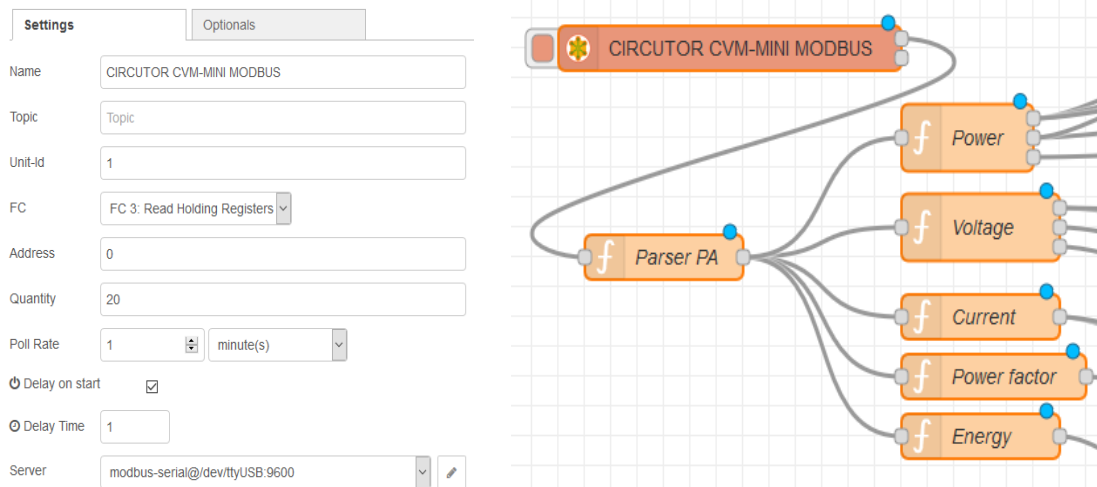 Settings
Optionals
Name
CIRCUTOR CVM-MINI MODBUS
Topic
Topic
Unit-Id
1
FC
FC 3: Read Holding Registers
Address
0
Quantity
20
Poll Rate
1
minute(s)
Delay on start
Delay Time
1
Server
modbus-serial@/dev/ttyUSB:9600
CIRCUTOR CVM-MINI MODBUS
Parser PA
Power
Voltage
Current
Power factor
Energy